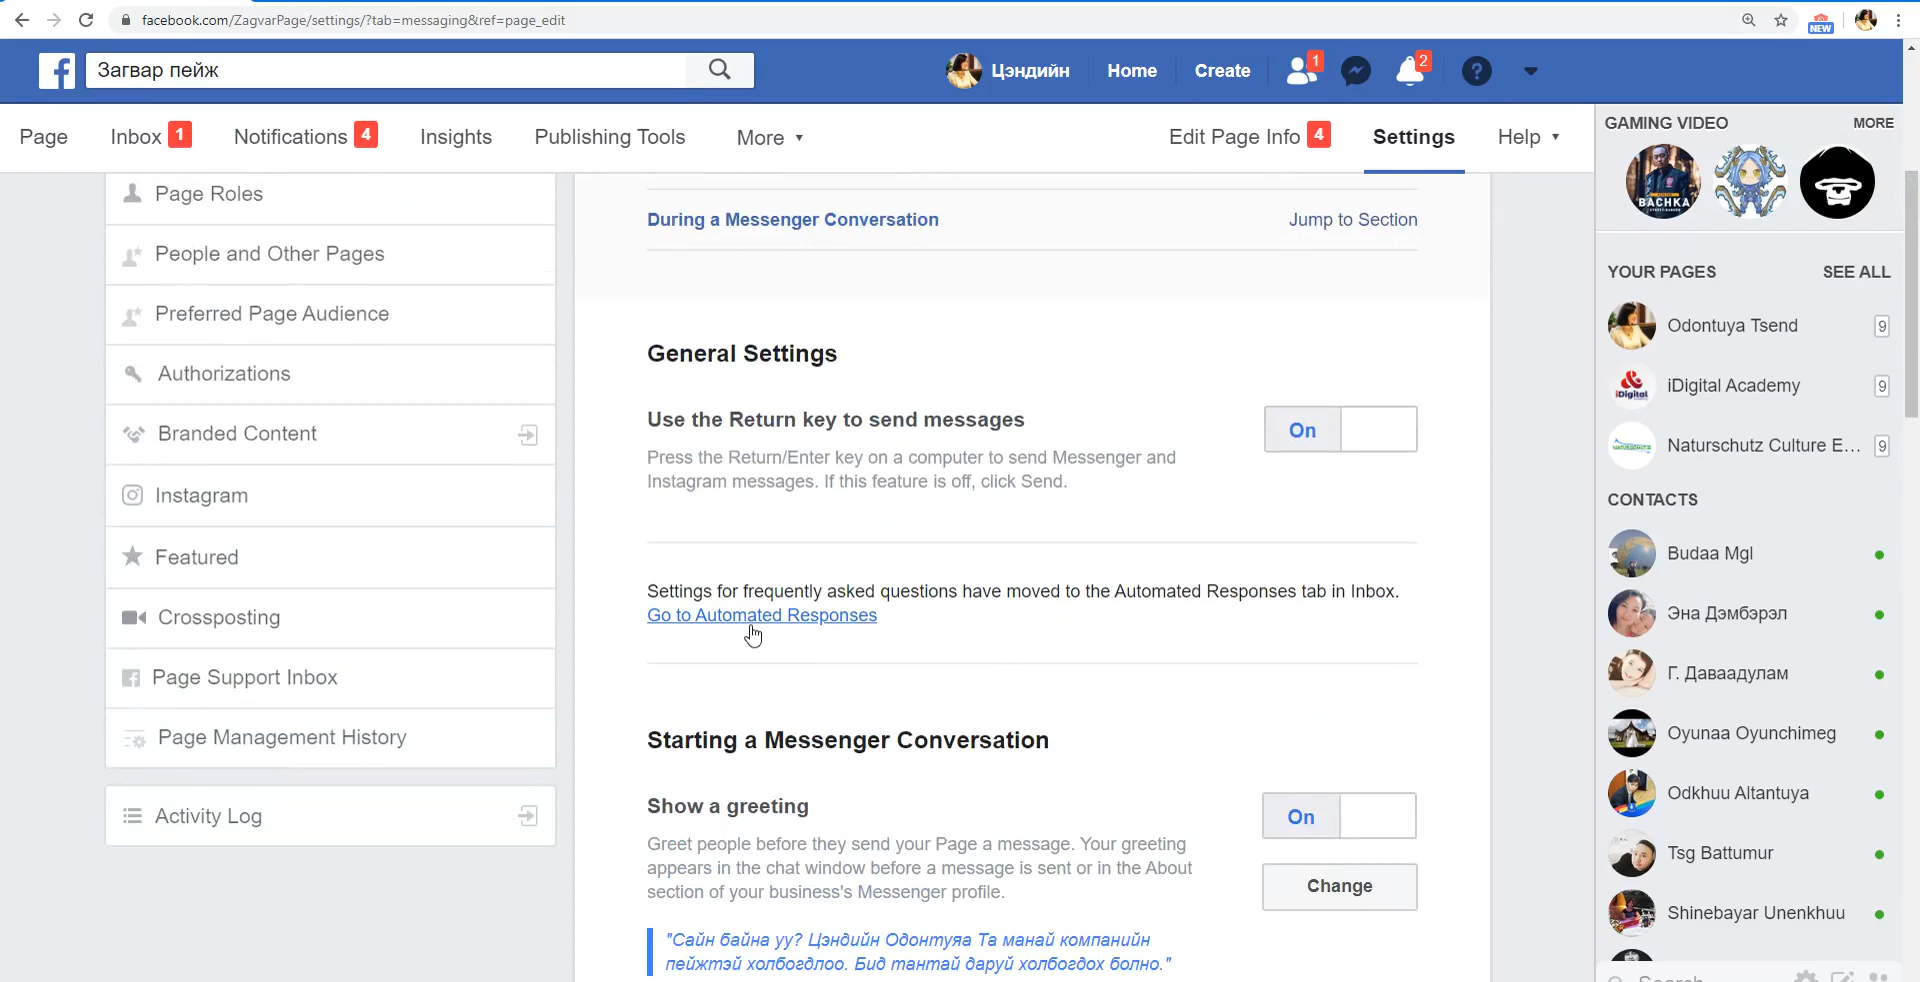 facebook.com/ZagvarPage/settings/?tab=messaging&ref=page_edit
NEW
Загвар пейж
Цэндийн
Home
Create
1
2
Page
Inbox 1
Notifications 4
Insights
Publishing Tools
More
Edit Page Info 4
Settings
Help
Page Roles
People and Other Pages
Preferred Page Audience
Authorizations
Branded Content
Instagram
Featured
Crossposting
Page Support Inbox
Page Management History
Activity Log
During a Messenger Conversation
Jump to Section
General Settings
Use the Return key to send messages
On
Press the Return/Enter key on a computer to send Messenger and
Instagram messages. If this feature is off, click Send.
Settings for frequently asked questions have moved to the Automated Responses tab in Inbox.
Go to Automated Responses
Starting a Messenger Conversation
Show a greeting
On
Greet people before they send your Page a message. Your greeting
appears in the chat window before a message is sent or in the About
section of your business's Messenger profile.
Change
"Сайн байна уу? Цэндийн Одонтуяа Та манай компанийн
пейжтэй холбогдлоо. Бид тантай даруй холбогдох болно."
GAMING VIDEO
MORE
BACHKA
YOUR PAGES
SEE ALL
Odontuya Tsend
9
iDigital
iDigital Academy
9
Naturschutz Culture E...
9
CONTACTS
Budaa Mgl
Эна Дэмбэрэл
Г. Даваадулам
Oyunaa Oyunchimeg
Odkhuu Altantuya
Tsg Battumur
Shinebayar Unenkhuu
Search